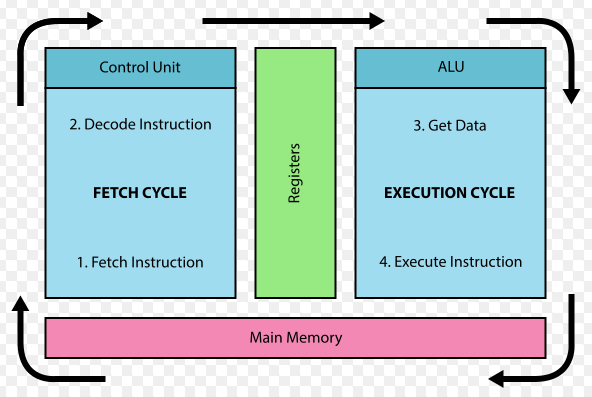 Control Unit
2. Decode Instruction
FETCH CYCLE
1. Fetch Instruction
Registers
ALU
3. Get Data
EXECUTION CYCLE
4. Execute Instruction
Main Memory